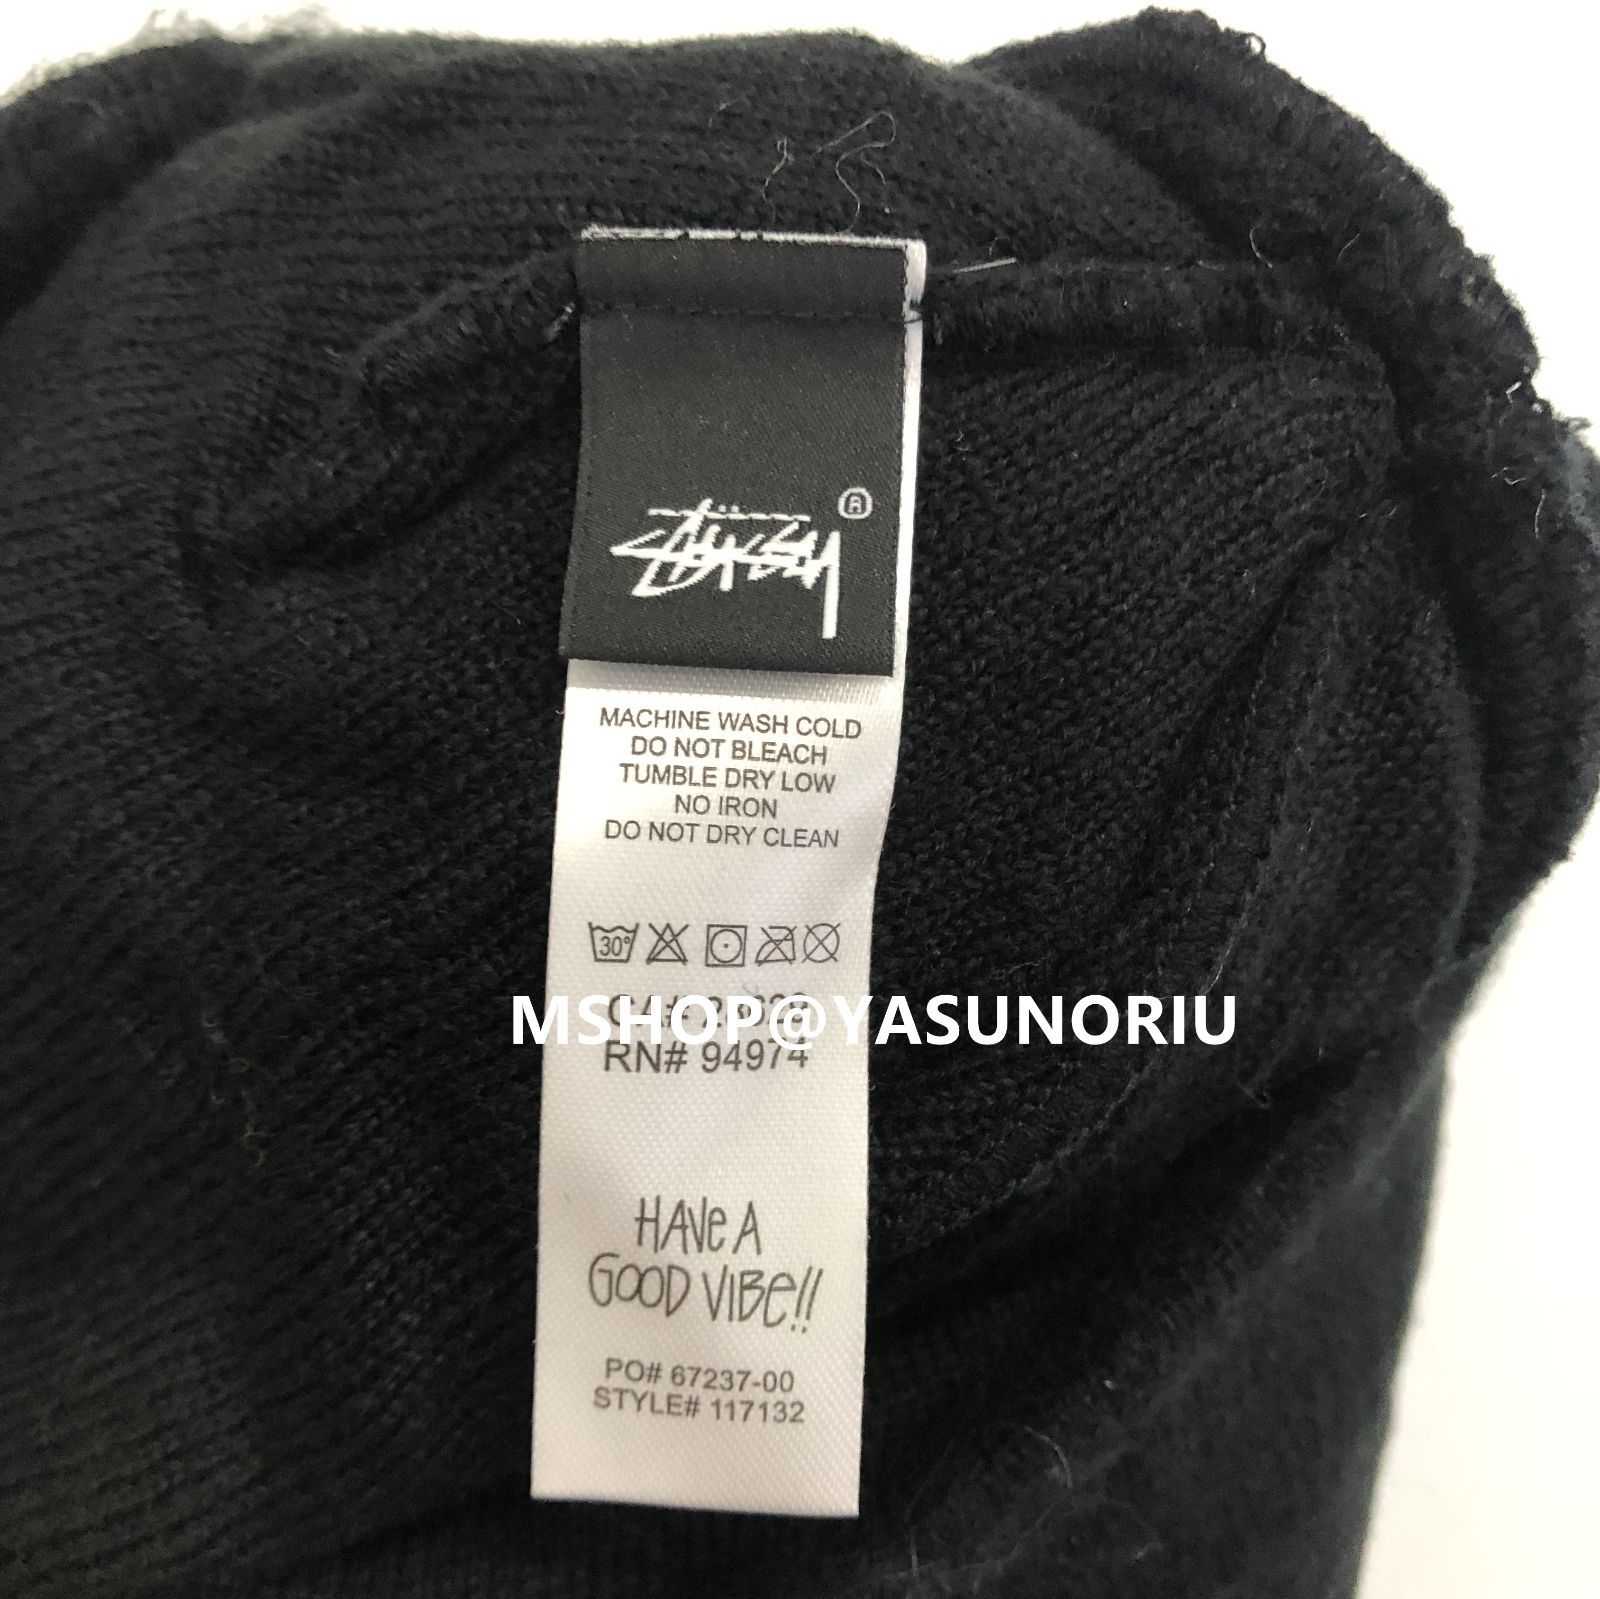 Stüssy ®
MACHINE WASH COLD
DO NOT BLEACH
TUMBLE DRY LOW
NO IRON
DO NOT DRY CLEAN
30°
MSHOP@YASUNORIU
RN# 94974
HAVe A
GOOD VIBe!!
PO# 67237-00
STYLE# 117132